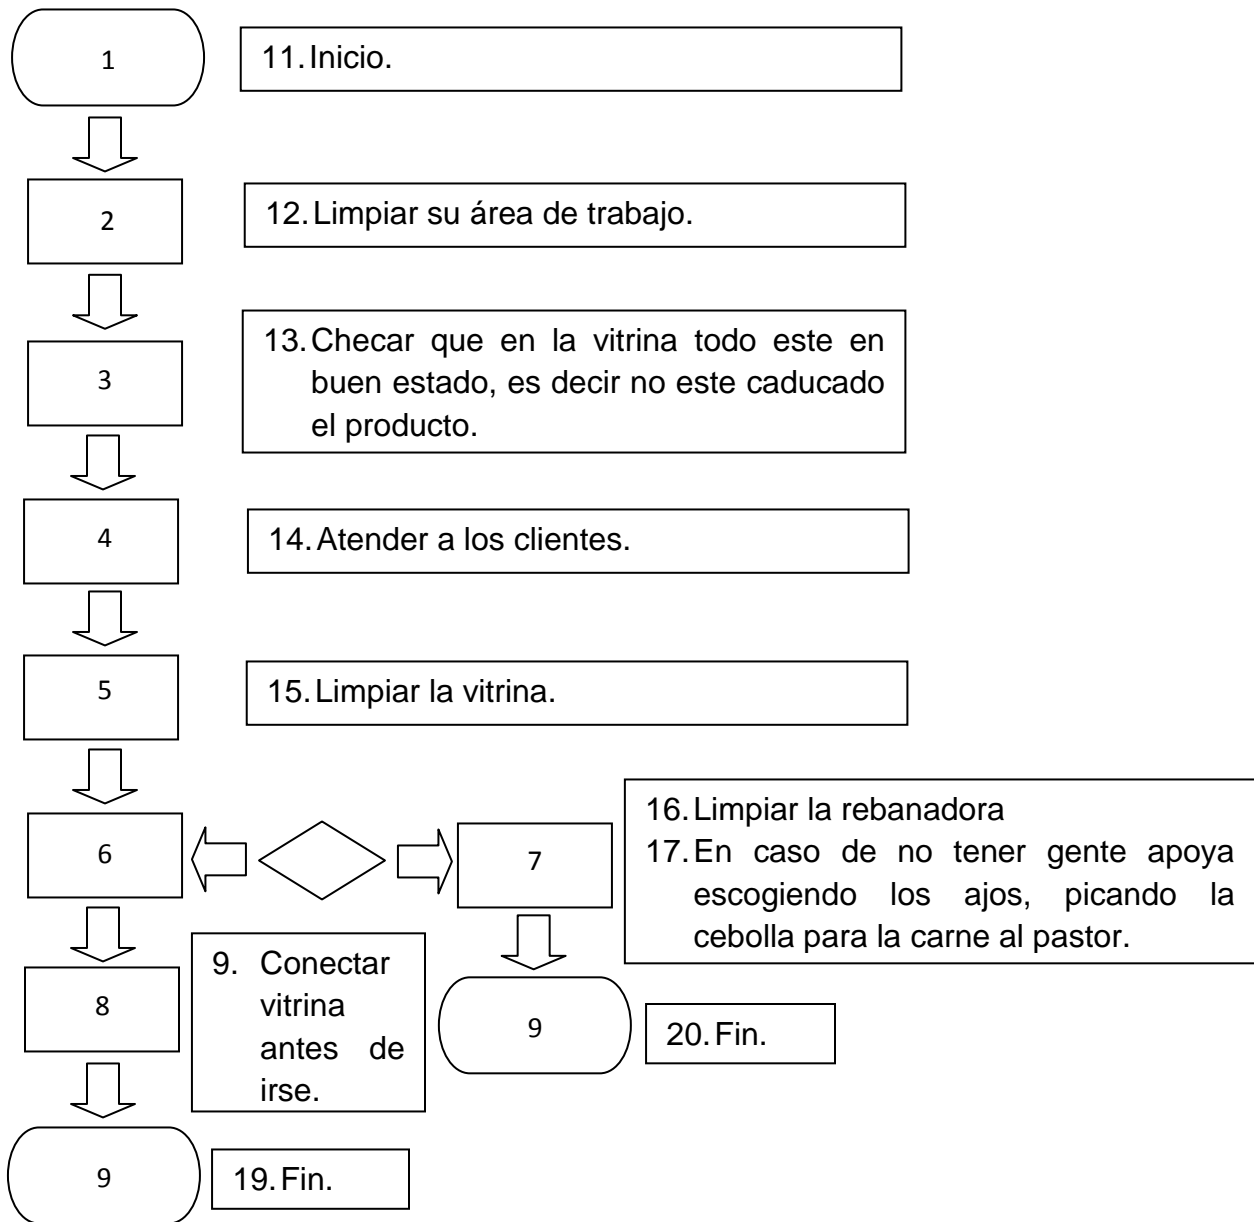 1
11. Inicio.
2
12. Limpiar su área de trabajo.
3
13. Checar que en la vitrina todo este en
buen estado, es decir no este caducado
el producto.
4
14. Atender a los clientes.
5
15. Limpiar la vitrina.
6
7
16. Limpiar la rebanadora
17. En caso de no tener gente apoya
escogiendo los ajos, picando la
cebolla para la carne al pastor.
8
9. Conectar
vitrina
antes de
irse.
9
20. Fin.
9
19. Fin.